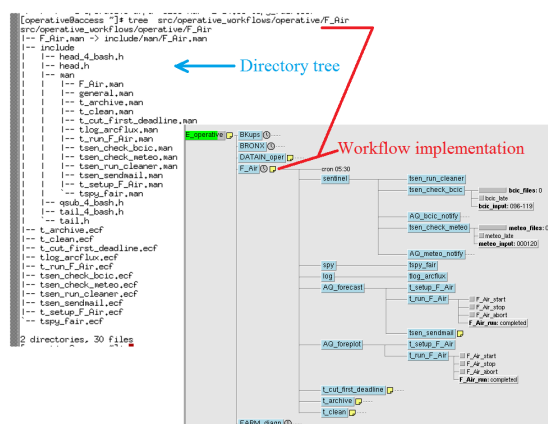 [operative@access ~]$ tree src/operative_workflows/operative/F_Air
src/operative_workflows/operative/F_Air
|-- F_Air.man -> include/man/F_Air.man
|-- include
|   |-- head_4_bash.h
|   |-- head.h
|   |-- man
|   |   |-- F_Air.man
|   |   |-- general.man
|   |   |-- t_archive.man
|   |   |-- t_clean.man
|   |   |-- t_cut_first_deadline.man
|   |   |-- tlog_arcflux.man
|   |   |-- t_run_F_Air.man
|   |   |-- tsen_check_bcic.man
|   |   |-- tsen_check_meteo.man
|   |   |-- tsen_run_cleaner.man
|   |   |-- tsen_sendmail.man
|   |   |-- t_setup_F_Air.man
|   |   `-- tspy_fair.man
|   |-- qsub_4_bash.h
|   |-- tail_4_bash.h
|   `-- tail.h
|-- t_archive.ecf
|-- t_clean.ecf
|-- t_cut_first_deadline.ecf
|-- tlog_arcflux.ecf
|-- t_run_F_Air.ecf
|-- tsen_check_bcic.ecf
|-- tsen_check_meteo.ecf
|-- tsen_run_cleaner.ecf
|-- tsen_sendmail.ecf
|-- t_setup_F_Air.ecf
`-- tspy_fair.ecf
2 directories, 30 files
Directory tree
Workflow implementation
E_operative
BKups
BRONX
DATAIN_oper
F_Air
cron 05:30
sentinel
tsen_run_cleaner
tsen_check_bcic
bcic_files: 0
bcic_late
bcic_input: 096-119
AQ_bcic_notify
tsen_check_meteo
meteo_files: 0
meteo_late
meteo_input: 000120
AQ_meteo_notify
spy
tspy_fair
log
tlog_arcflux
AQ_forecast
t_setup_F_Air
t_run_F_Air
F_Air_start
F_Air_stop
F_Air_abort
F_Air_run: completed
tsen_sendmail
AQ_foreplot
t_setup_F_Air
t_run_F_Air
F_Air_start
F_Air_stop
F_Air_abort
F_Air_run: completed
t_cut_first_deadline
t_archive
t_clean
FARM_diagn